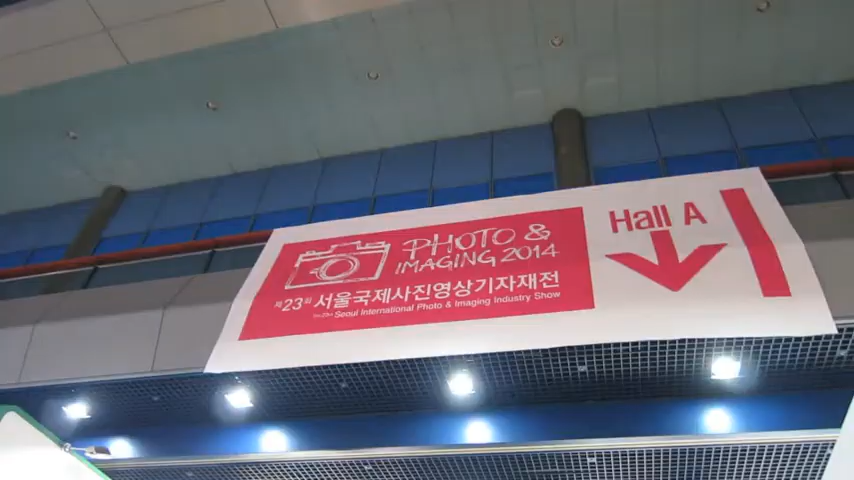 PHOTO &
IMAGING 2014
제23회 서울국제사진영상기자재전
The 23rd Seoul International Photo & Imaging Industry Show
Hall A